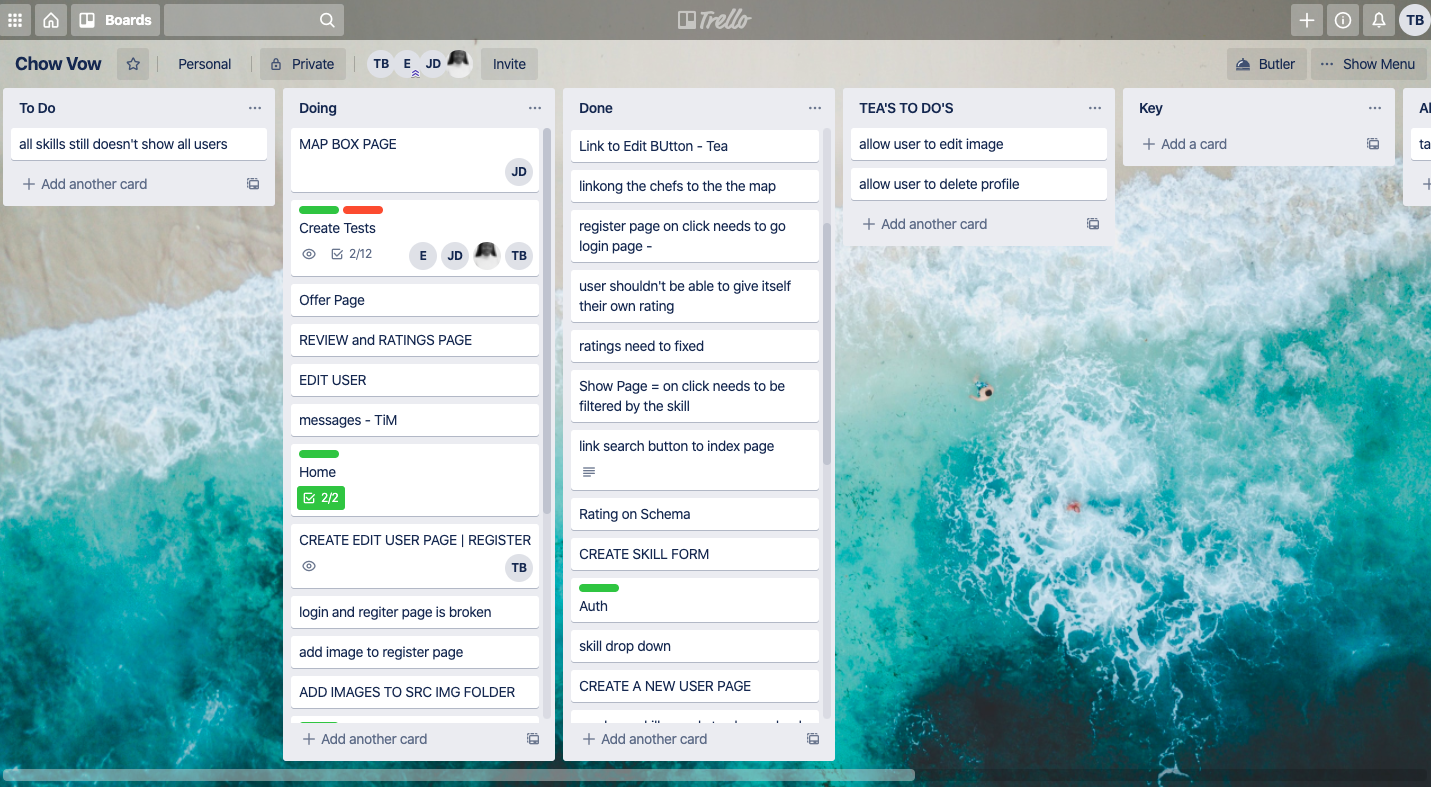 Boards
Trello
TB
Chow Vow
Personal
Private
TB
E
JD
Invite
Butler
Show Menu
To Do
all skills still doesn't show all users
Add another card
Doing
MAP BOX PAGE
JD
Create Tests
2/12
E
JD
TB
Offer Page
REVIEW and RATINGS PAGE
EDIT USER
messages - TiM
Home
2/2
CREATE EDIT USER PAGE | REGISTER
TB
login and regiter page is broken
add image to register page
ADD IMAGES TO SRC IMG FOLDER
Add another card
Done
Link to Edit BUtton - Tea
linkong the chefs to the the map
register page on click needs to go
login page -
user shouldn't be able to give itself
their own rating
ratings need to fixed
Show Page = on click needs to be
filtered by the skill
link search button to index page
Rating on Schema
CREATE SKILL FORM
Auth
skill drop down
CREATE A NEW USER PAGE
Add another card
TEA'S TO DO'S
allow user to edit image
allow user to delete profile
Add another card
Key
Add a card
ta